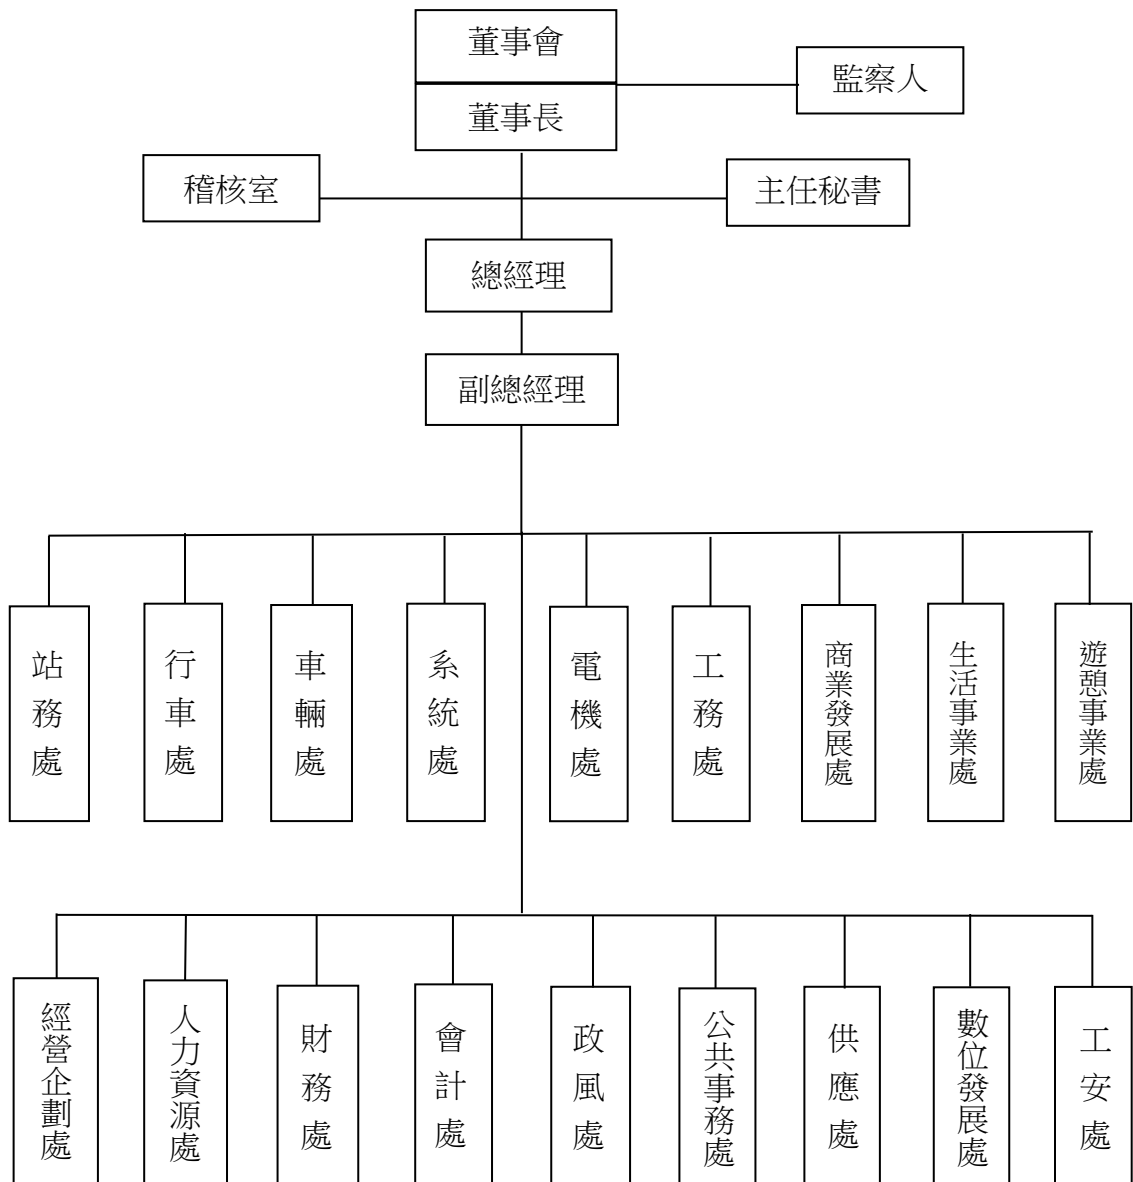 董事會
監察人
董事長
稽核室
主任秘書
總經理
副總經理
站務處
行車處
車輛處
系統處
電機處
工務處
商業發展處
生活事業處
遊憩事業處
經營企劃處
人力資源處
財務處
會計處
政風處
公共事務處
供應處
數位發展處
工安處